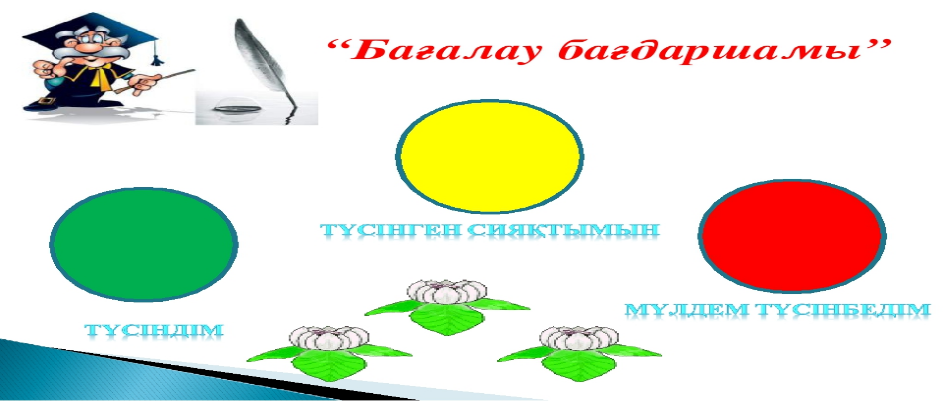 “Бағалау бағдаршамы”
ТҮСІНГЕН СИЯҚТЫМЫН
МҮЛДЕМ ТҮСІНБЕДІМ
ТҮСІНДІМ